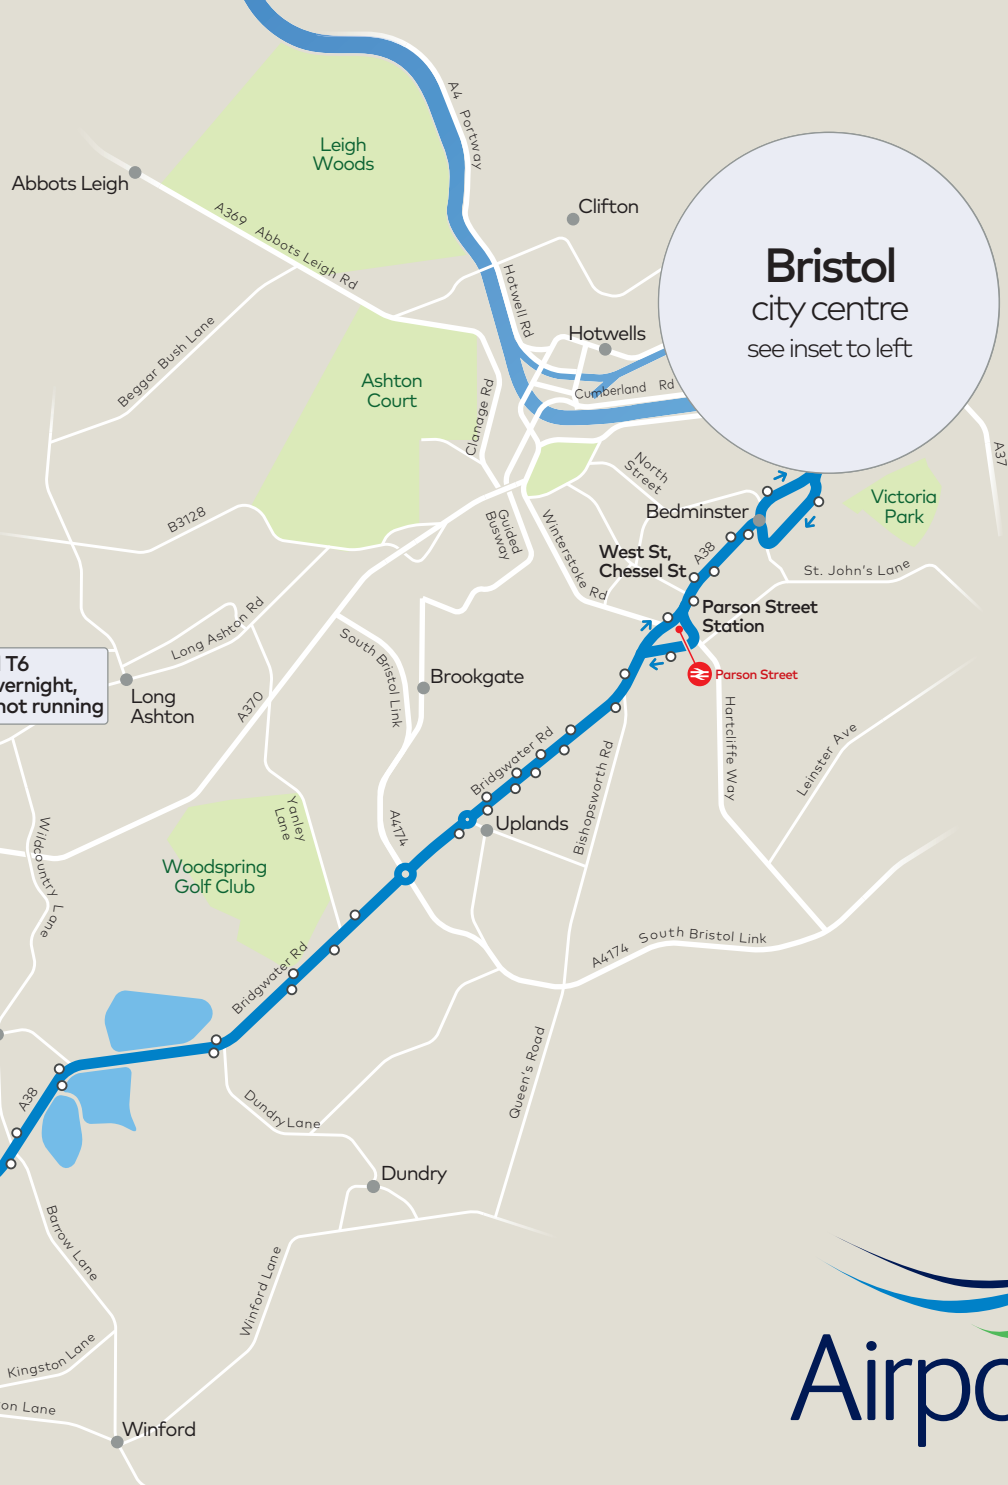 A4 Portway
Leigh
Woods
Abbots Leigh
A369 Abbots Leigh Rd
Clifton
Bristol
city centre
see inset to left
Hotwell Rd
Hotwells
Beggar Bush Lane
Ashton
Court
Clanage Rd
Cumberland Rd
A37
North
Street
Victoria
Park
B3128
Guided
Busway
Winterstoke Rd
Bedminster
A38
West St,
Chessel St
St. John's Lane
Long Ashton Rd
Parson Street
Station
T6
vernight,
not running
Long
Ashton
South Bristol Link
Brookgate
Parson Street
A370
Hartcliffe Way
Leinster Ave
Bridgwater Rd
Bishopsworth Rd
Yanley
Lane
A4174
Uplands
Wildcountry Lane
Woodspring
Golf Club
A4174 South Bristol Link
Bridgwater Rd
Queen's Road
A38
Dundry Lane
Dundry
Barrow Lane
Winford Lane
Kingston Lane
on Lane
Winford
Airpo